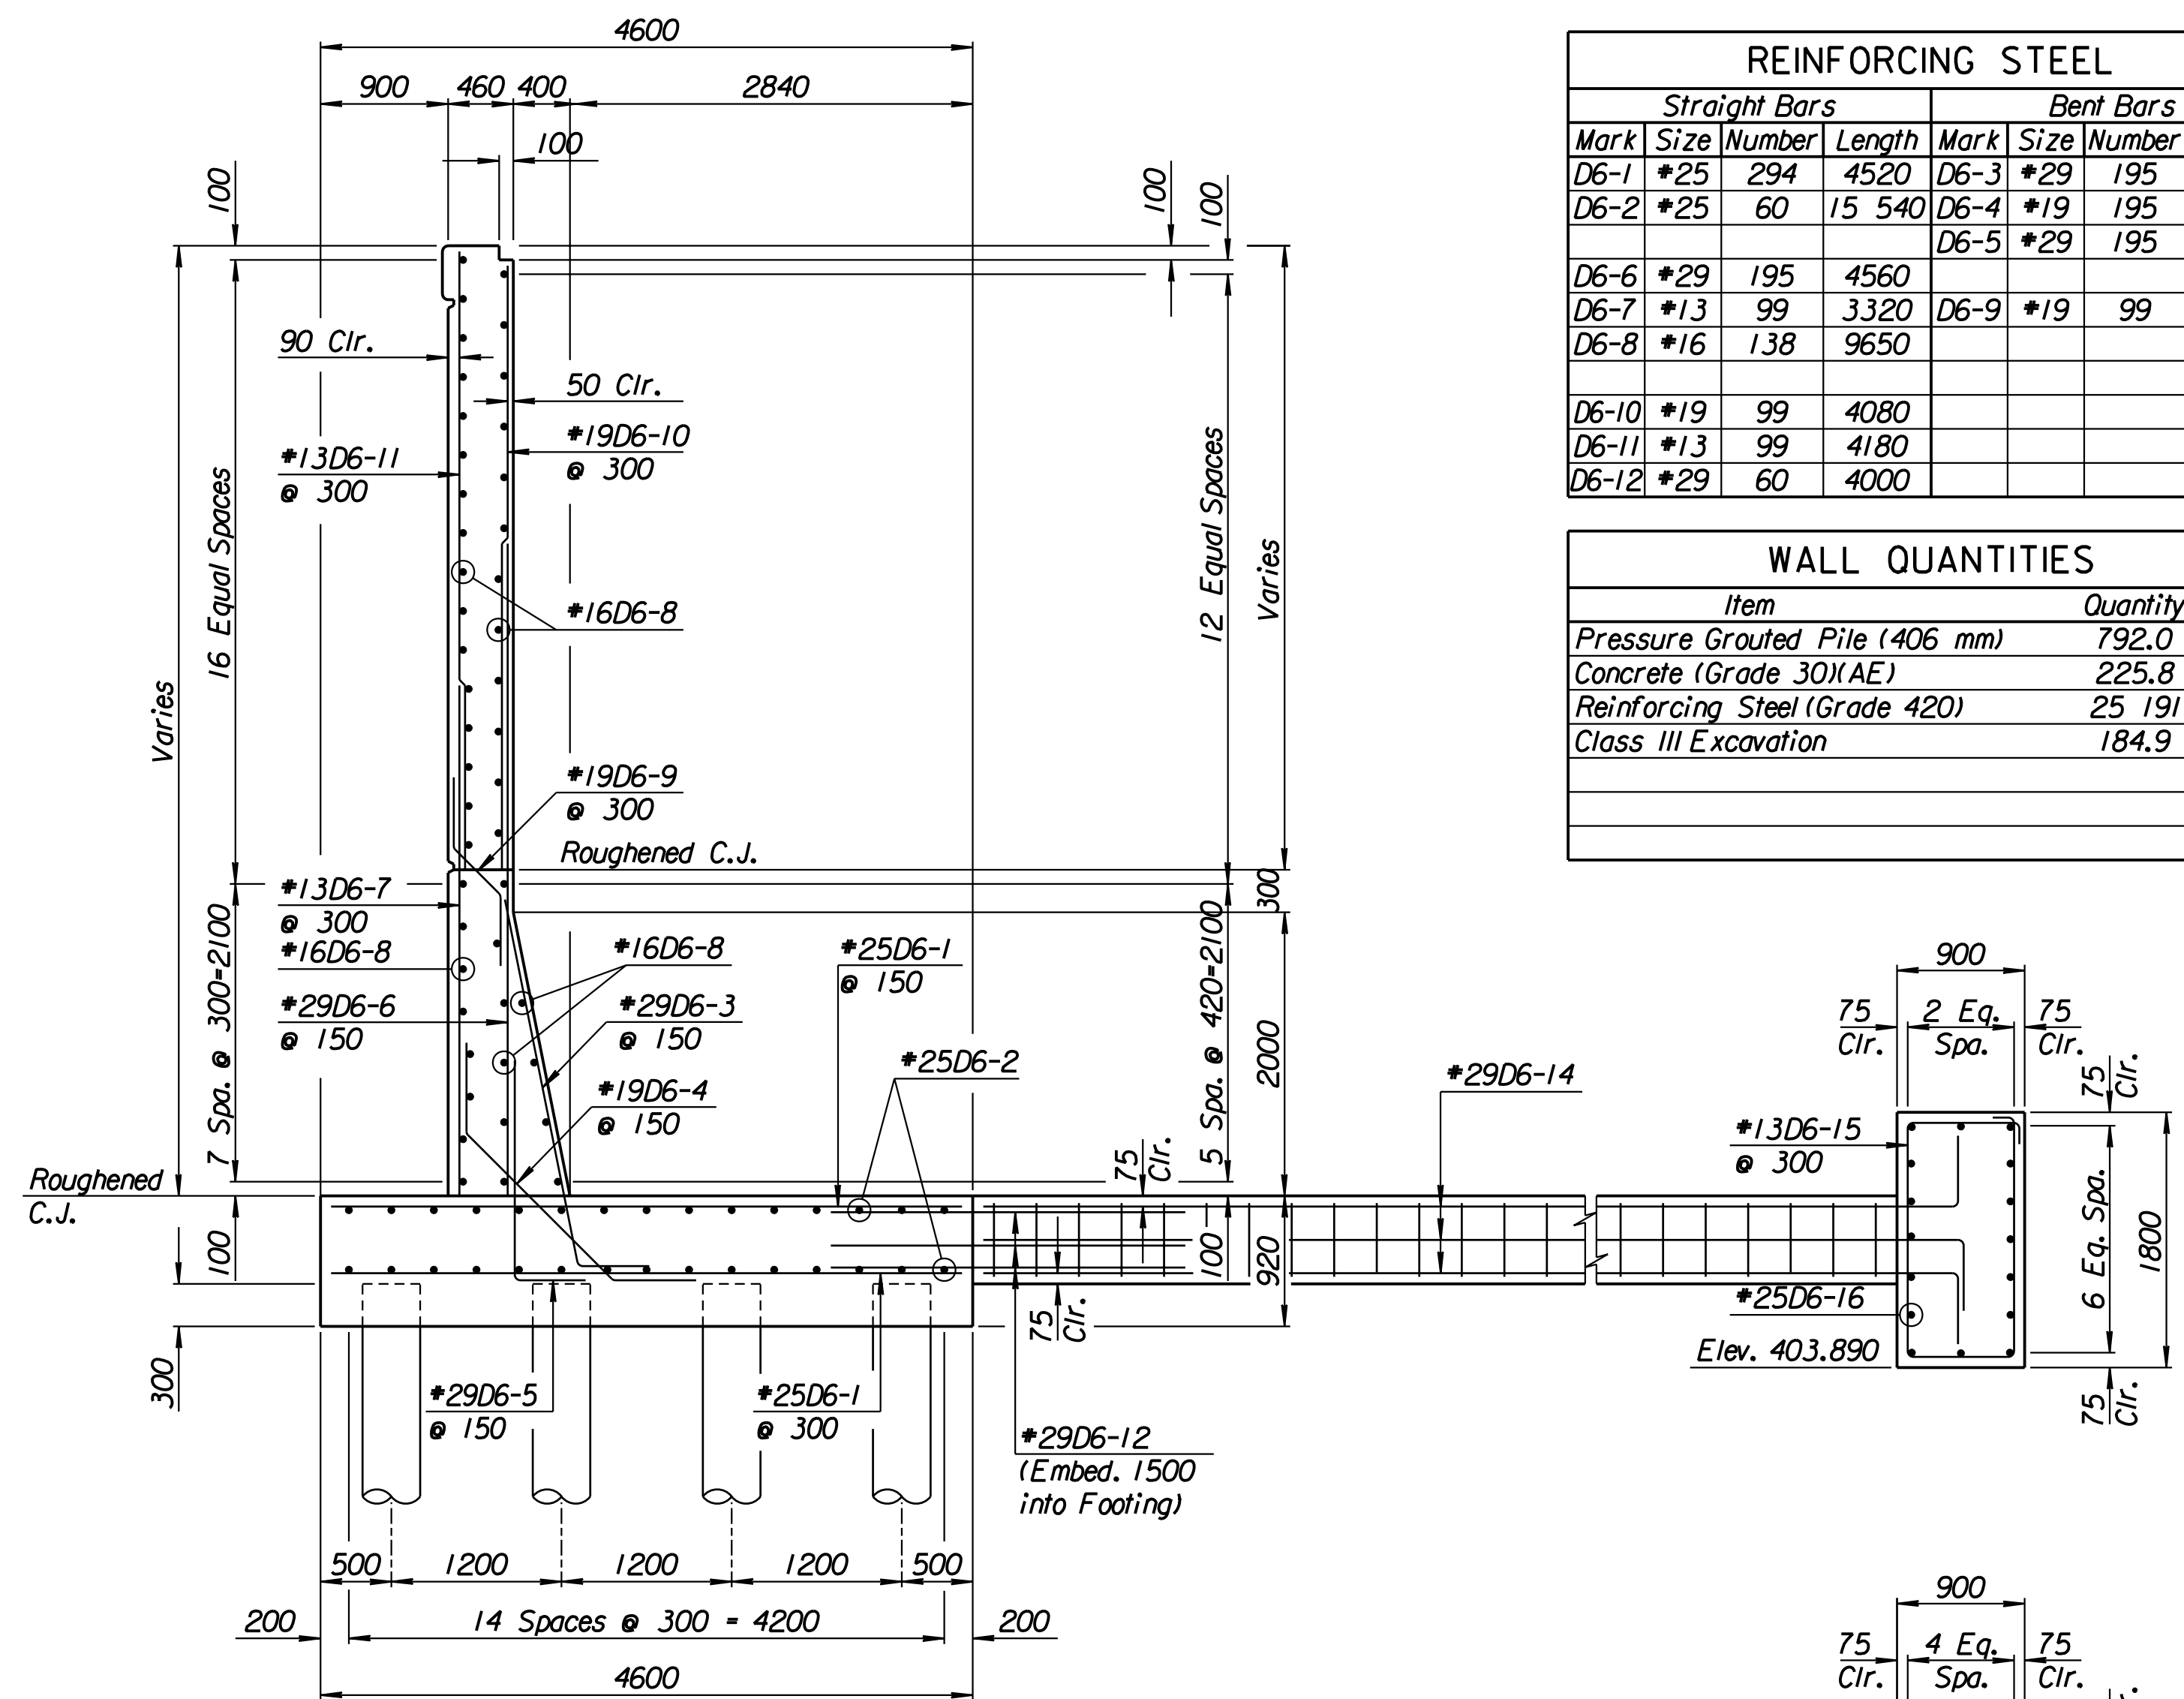 4600
900 460 400 2840
100
100
100
100
90 Clr.
50 Clr.
#19D6-10
@ 300
#13D6-11
@ 300
16 Equal Spaces
12 Equal Spaces
Varies
Varies
#16D6-8
#19D6-9
@ 300
Roughened C.J.
#13D6-7
@ 300
#16D6-8
#29D6-6
@ 150
7 Spa. @ 300=2100
#16D6-8
#29D6-3
@ 150
#19D6-4
@ 150
#25D6-1
@ 150
#25D6-2
5 Spa. @ 420=2100
300
2000
75
Clr.
Roughened
C.J.
100
300
100
920
75
Clr.
#29D6-5
@ 150
#25D6-1
@ 300
#29D6-12
(Embed. 1500
into Footing)
500 1200 1200 1200 500
200 14 Spaces @ 300 = 4200 200
4600
#29D6-14
900
75 2 Eq. 75
Clr. Spa. Clr.
75
Clr.
#13D6-15
@ 300
6 Eq. Spa.
1800
#25D6-16
Elev. 403.890
75
Clr.
900
75 4 Eq. 75
Clr. Spa. Clr.
REINFORCING STEEL
Straight Bars Bent Bars
Mark Size Number Length Mark Size Number
D6-1 #25 294 4520 D6-3 #29 195
D6-2 #25 60 15 540 D6-4 #19 195
D6-5 #29 195
D6-6 #29 195 4560
D6-7 #13 99 3320 D6-9 #19 99
D6-8 #16 138 9650
D6-10 #19 99 4080
D6-11 #13 99 4180
D6-12 #29 60 4000
WALL QUANTITIES
Item Quantity
Pressure Grouted Pile (406 mm) 792.0
Concrete (Grade 30)(AE) 225.8
Reinforcing Steel (Grade 420) 25 191
Class III Excavation 184.9